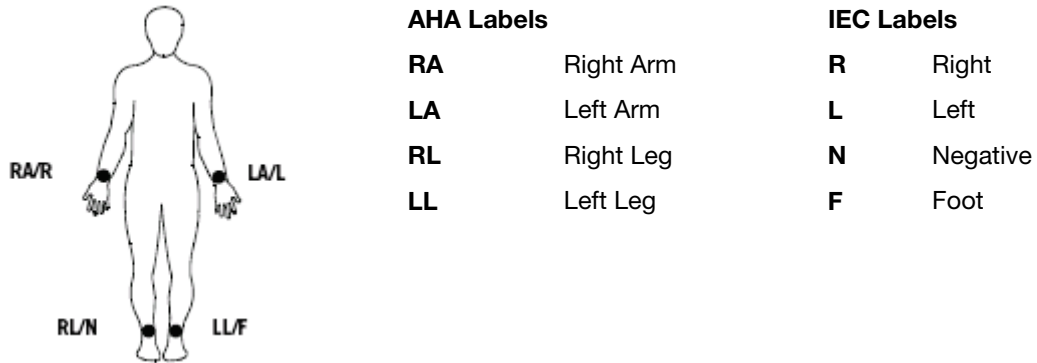 AHA Labels IEC Labels
RA Right Arm R Right
LA Left Arm L Left
RL Right Leg N Negative
LL Left Leg F Foot
RA/R LA/L
RL/N LL/F